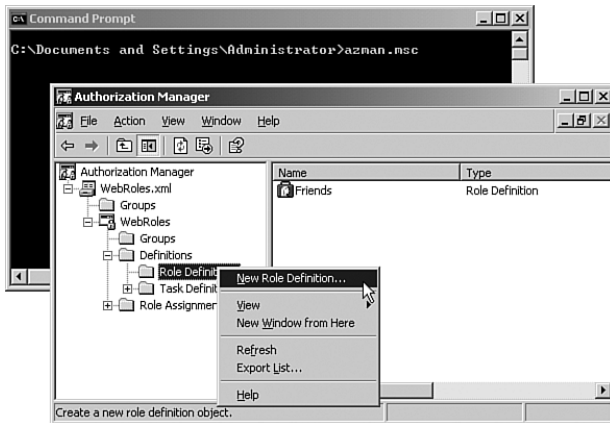 Command Prompt
C:\Documents and Settings\Administrator>azman.msc
Authorization Manager
File Action View Window Help
Authorization Manager
WebRoles.xml
Groups
WebRoles
Groups
Definitions
Role Definit
Task Definit
Role Assignmer
Name Type
Friends Role Definition
New Role Definition...
View
New Window from Here
Refresh
Export List...
Help
Create a new role definition object.